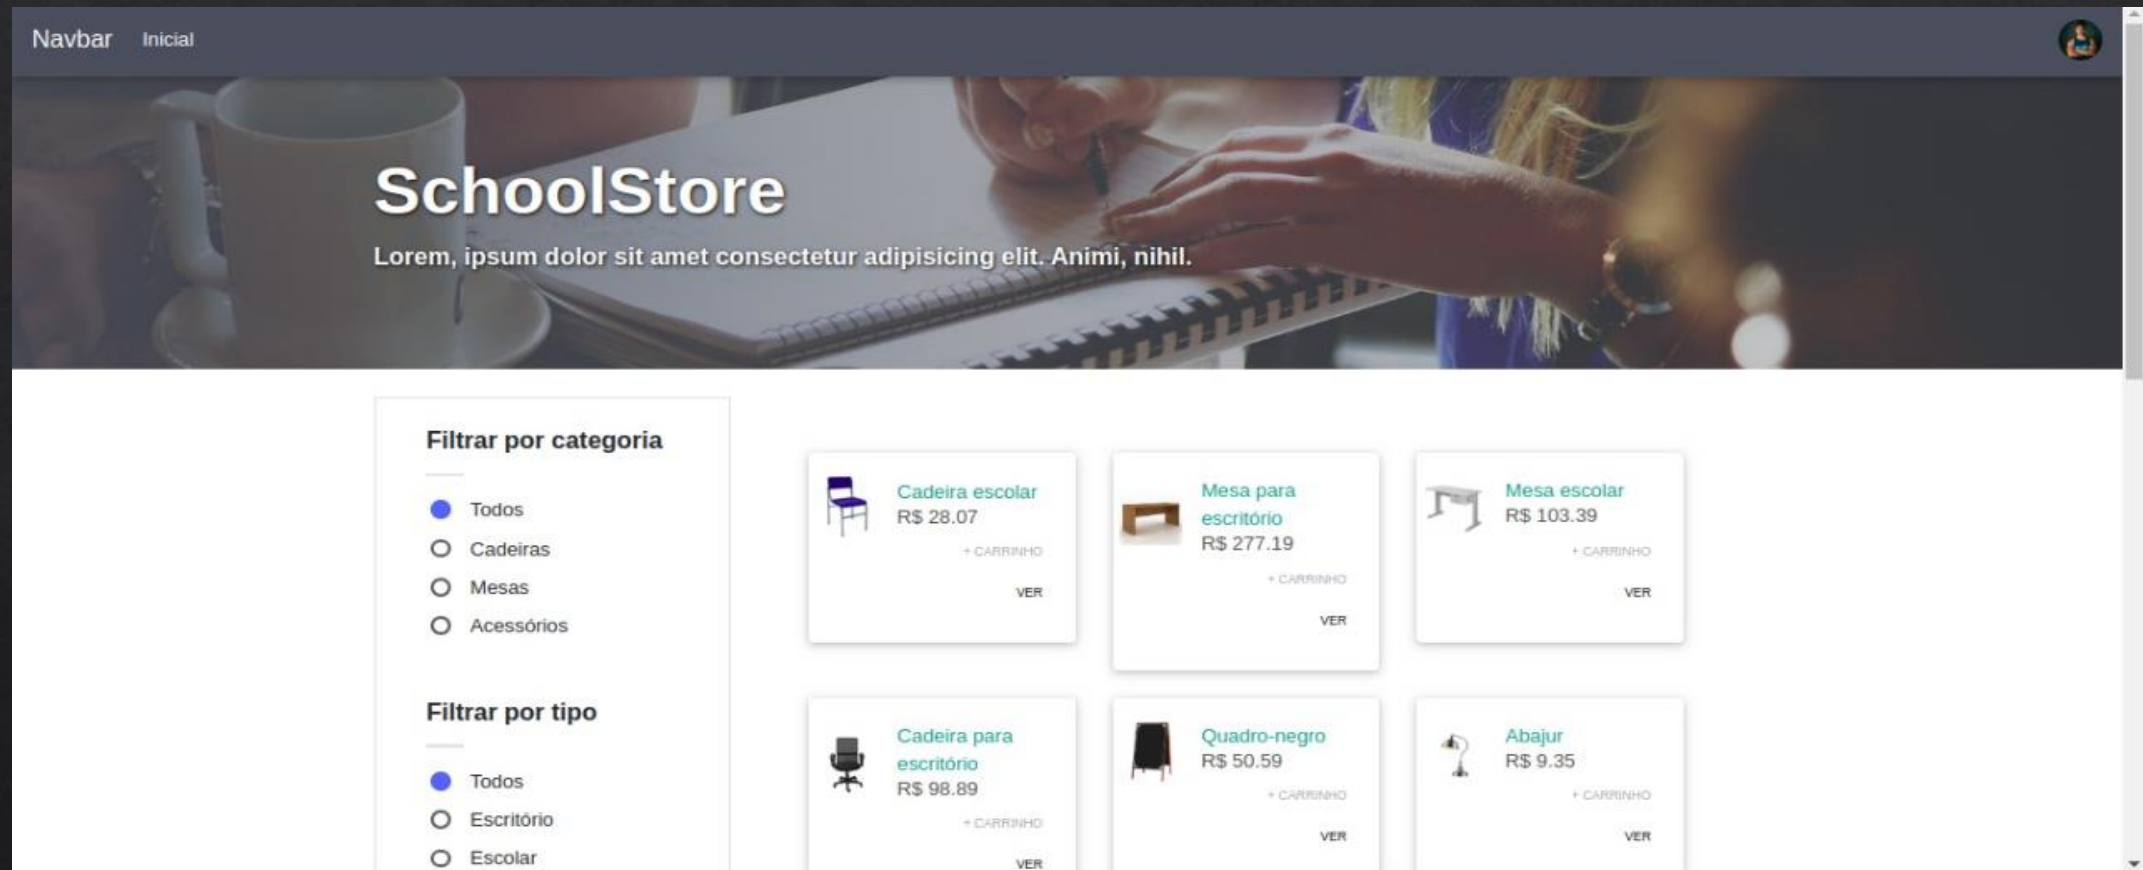 Navbar Inicial
SchoolStore
Lorem, ipsum dolor sit amet consectetur adipisicing elit. Animi, nihil.
Filtrar por categoria
Todos
Cadeiras
Mesas
Acessórios
Filtrar por tipo
Todos
Escritório
Escolar
Cadeira escolar
R$ 28.07
+ CARRINHO
VER
Mesa para
escritório
R$ 277.19
+ CARRINHO
VER
Mesa escolar
R$ 103.39
+ CARRINHO
VER
Cadeira para
escritório
R$ 98.89
+ CARRINHO
VER
Quadro-negro
R$ 50.59
+ CARRINHO
VER
Abajur
R$ 9.35
+ CARRINHO
VER